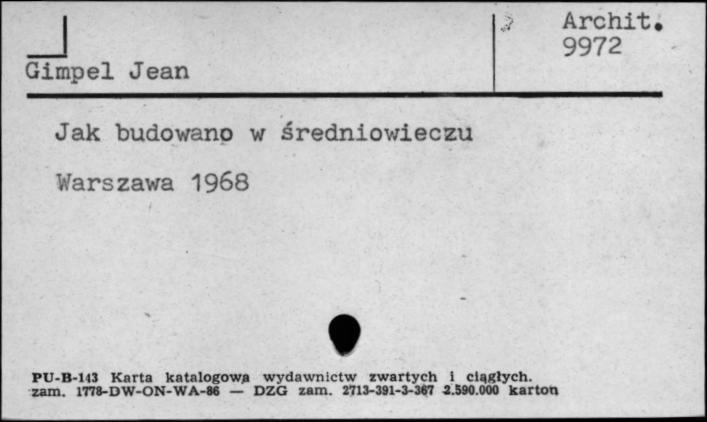 Archit.
9972
Gimpel Jean
Jak budowano w średniowieczu
Warszawa 1968
PU-B-143 Karta katalogowa wydawnictw zwartych i ciągłych.
zam. 1778-DW-ON-WA-86 — DZG zam. 2713-391-3-367 2.590.000 karton